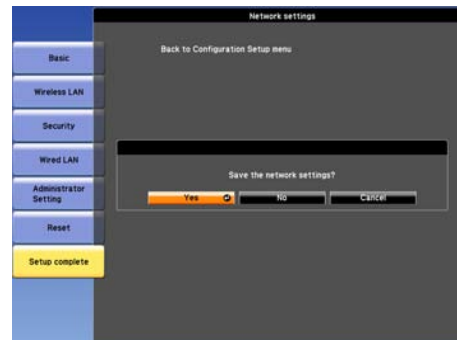 Network settings
Back to Configuration Setup menu
Basic
Wireless LAN
Security
Wired LAN
Administrator
Setting
Reset
Setup complete
Save the network settings?
Yes
No
Cancel